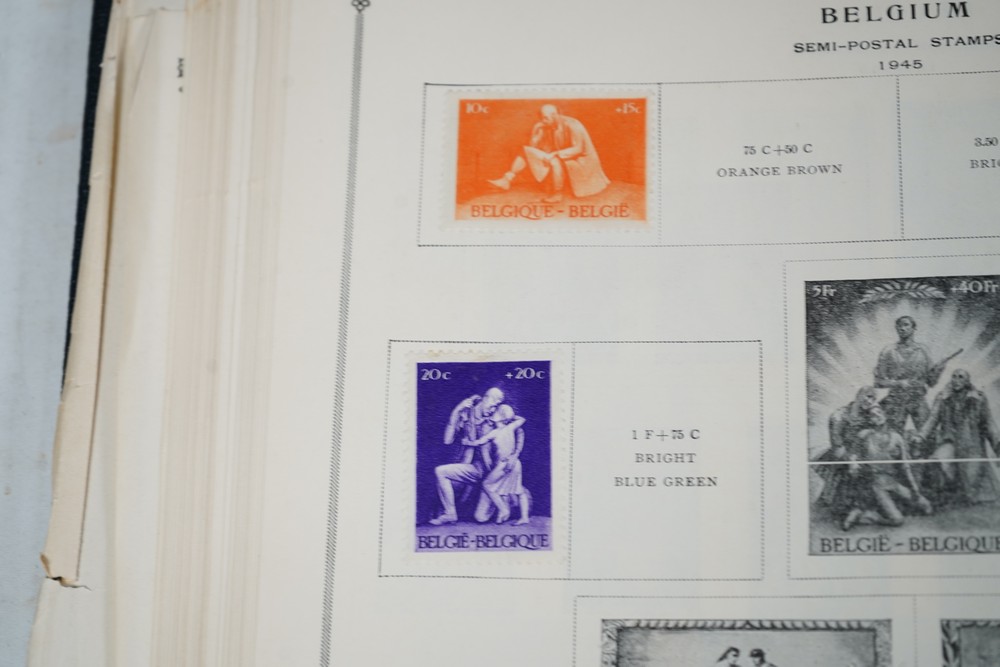 BELGIUM
SEMI-POSTAL STAMPS
1945
10c +15c
BELGIQUE - BELGIË
75 C+50 C
ORANGE BROWN
3.50
20c +20c
BELGIË-BELGIQUE
1 F+75 C
BRIGHT
BLUE GREEN
5Fr +40Fr
BELGIË-BELGIQUE